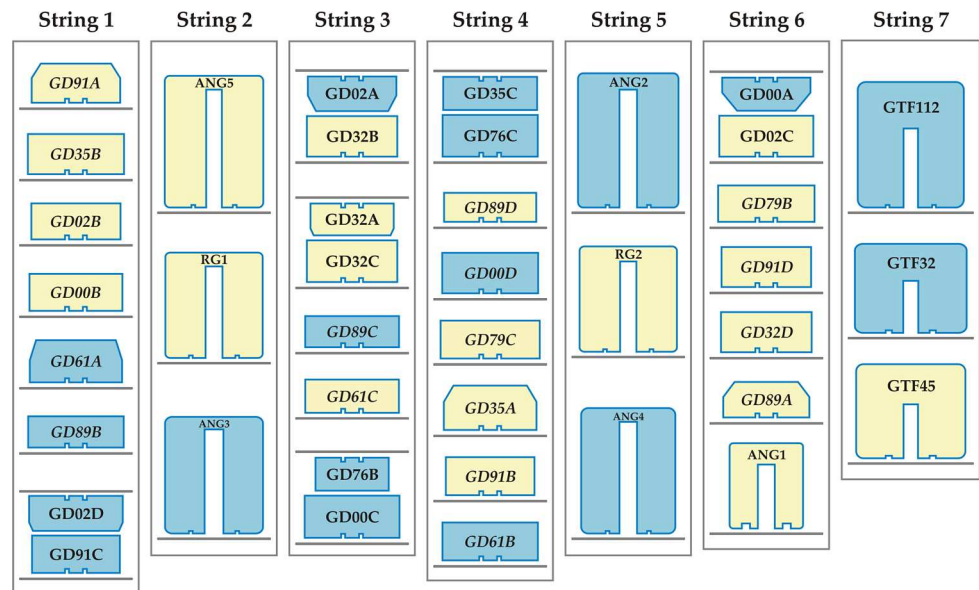 String 1
GD91A
GD35B
GD02B
GD00B
GD61A
GD89B
GD02D
GD91C
String 2
ANG5
RG1
ANG3
String 3
GD02A
GD32B
GD32A
GD32C
GD89C
GD61C
GD76B
GD00C
String 4
GD35C
GD76C
GD89D
GD00D
GD79C
GD35A
GD91B
GD61B
String 5
ANG2
RG2
ANG4
String 6
GD00A
GD02C
GD79B
GD91D
GD32D
GD89A
ANG1
String 7
GTF112
GTF32
GTF45